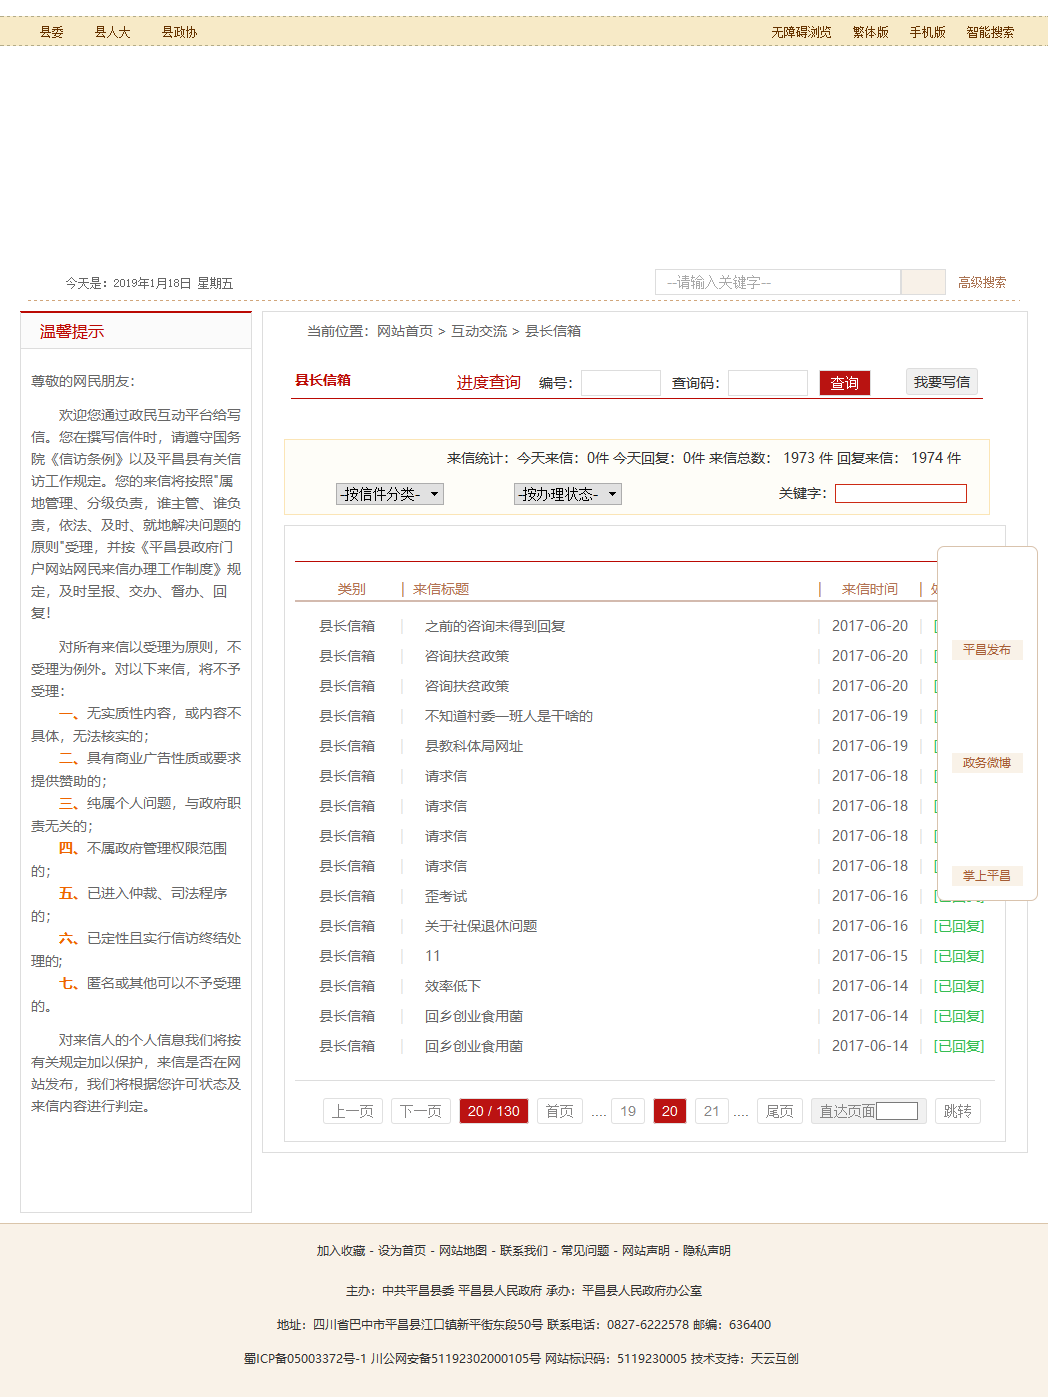 县委 县人大 县政协 无障碍浏览 繁体版 手机版 智能搜索
今天是：2019年1月18日 星期五 --请输入关键字-- 高级搜索
温馨提示
尊敬的网民朋友：
欢迎您通过政民互动平台给写
信。您在撰写信件时，请遵守国务
院《信访条例》以及平昌县有关信
访工作规定。您的来信将按照"属
地管理、分级负责，谁主管、谁负
责，依法、及时、就地解决问题的
原则"受理，并按《平昌县政府门
户网站网民来信办理工作制度》规
定，及时呈报、交办、督办、回
复！
对所有来信以受理为原则，不
受理为例外。对以下来信，将不予
受理：
一、无实质性内容，或内容不
具体，无法核实的；
二、具有商业广告性质或要求
提供赞助的；
三、纯属个人问题，与政府职
责无关的；
四、不属政府管理权限范围
的；
五、已进入仲裁、司法程序
的；
六、已定性且实行信访终结处
理的；
七、匿名或其他可以不予受理
的。
对来信人的个人信息我们将按
有关规定加以保护，来信是否在网
站发布，我们将根据您许可状态及
来信内容进行判定。
当前位置：网站首页 > 互动交流 > 县长信箱
县长信箱 进度查询 编号： 查询码： 查询 我要写信
来信统计：今天来信：0件 今天回复：0件 来信总数： 1973 件 回复来信： 1974 件
-按信件分类- -按办理状态- 关键字：
类别 来信标题 来信时间
县长信箱 之前的咨询未得到回复 2017-06-20 [
县长信箱 咨询扶贫政策 2017-06-20 [
县长信箱 咨询扶贫政策 2017-06-20 [
县长信箱 不知道村委一班人是干啥的 2017-06-19 [
县长信箱 县教科体局网址 2017-06-19 [
县长信箱 请求信 2017-06-18 [
县长信箱 请求信 2017-06-18 [
县长信箱 请求信 2017-06-18 [
县长信箱 请求信 2017-06-18 [
县长信箱 歪考试 2017-06-16 [已回复]
县长信箱 关于社保退休问题 2017-06-16 [已回复]
县长信箱 11 2017-06-15 [已回复]
县长信箱 效率低下 2017-06-14 [已回复]
县长信箱 回乡创业食用菌 2017-06-14 [已回复]
县长信箱 回乡创业食用菌 2017-06-14 [已回复]
平昌发布
政务微博
掌上平昌
上一页 下一页 20 / 130 首页 .... 19 20 21 .... 尾页 直达页面 跳转
加入收藏 - 设为首页 - 网站地图 - 联系我们 - 常见问题 - 网站声明 - 隐私声明
主办：中共平昌县委 平昌县人民政府 承办：平昌县人民政府办公室
地址：四川省巴中市平昌县江口镇新平街东段50号 联系电话：0827-6222578 邮编：636400
蜀ICP备05003372号-1 川公网安备51192302000105号 网站标识码：5119230005 技术支持：天云互创